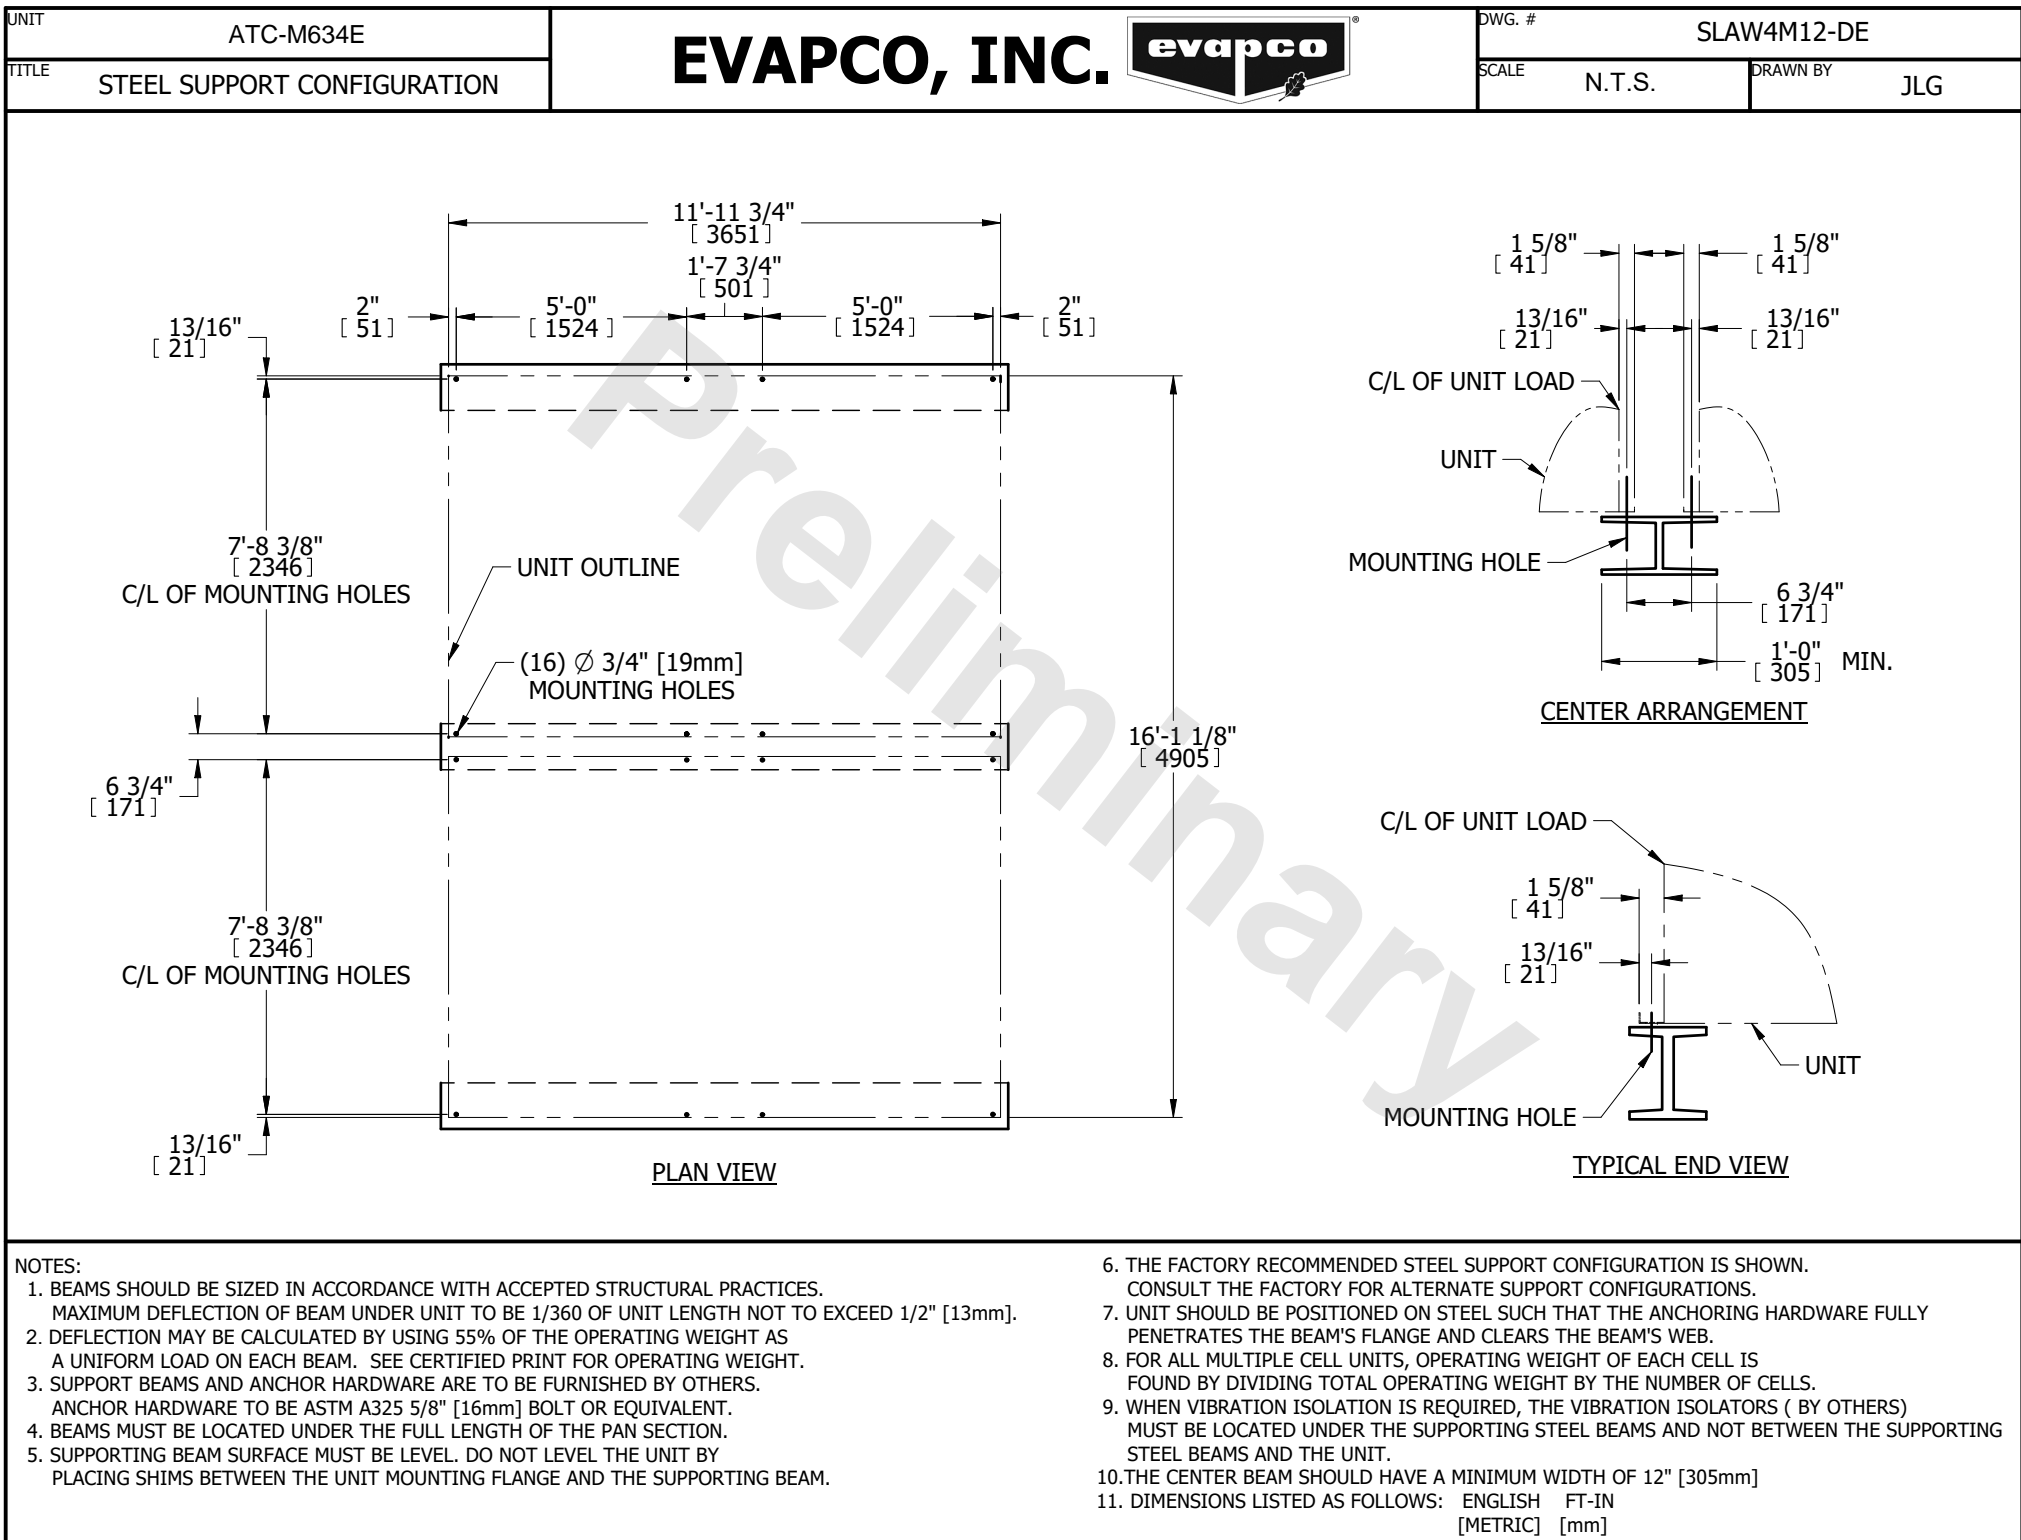 UNIT
ATC-M634E
TITLE
STEEL SUPPORT CONFIGURATION
EVAPCO, INC.
evapco
®
DWG. #
SLAW4M12-DE
SCALE
N.T.S.
DRAWN BY
JLG
11'-11 3/4"
[ 3651 ]
1'-7 3/4"
[ 501 ]
2"
[ 51 ]
5'-0"
[ 1524 ]
5'-0"
[ 1524 ]
2"
[ 51 ]
13/16"
[ 21 ]
7'-8 3/8"
[ 2346 ]
C/L OF MOUNTING HOLES
UNIT OUTLINE
(16) Ø 3/4" [19mm]
MOUNTING HOLES
6 3/4"
[ 171 ]
16'-1 1/8"
[ 4905 ]
7'-8 3/8"
[ 2346 ]
C/L OF MOUNTING HOLES
13/16"
[ 21 ]
PLAN VIEW
Preliminary
1 5/8"
[ 41 ]
1 5/8"
[ 41 ]
13/16"
[ 21 ]
13/16"
[ 21 ]
C/L OF UNIT LOAD
UNIT
MOUNTING HOLE
6 3/4"
[ 171 ]
1'-0"
[ 305 ]
MIN.
CENTER ARRANGEMENT
C/L OF UNIT LOAD
1 5/8"
[ 41 ]
13/16"
[ 21 ]
UNIT
MOUNTING HOLE
TYPICAL END VIEW
NOTES:
1. BEAMS SHOULD BE SIZED IN ACCORDANCE WITH ACCEPTED STRUCTURAL PRACTICES.
MAXIMUM DEFLECTION OF BEAM UNDER UNIT TO BE 1/360 OF UNIT LENGTH NOT TO EXCEED 1/2" [13mm].
2. DEFLECTION MAY BE CALCULATED BY USING 55% OF THE OPERATING WEIGHT AS
A UNIFORM LOAD ON EACH BEAM. SEE CERTIFIED PRINT FOR OPERATING WEIGHT.
3. SUPPORT BEAMS AND ANCHOR HARDWARE ARE TO BE FURNISHED BY OTHERS.
ANCHOR HARDWARE TO BE ASTM A325 5/8" [16mm] BOLT OR EQUIVALENT.
4. BEAMS MUST BE LOCATED UNDER THE FULL LENGTH OF THE PAN SECTION.
5. SUPPORTING BEAM SURFACE MUST BE LEVEL. DO NOT LEVEL THE UNIT BY
PLACING SHIMS BETWEEN THE UNIT MOUNTING FLANGE AND THE SUPPORTING BEAM.
6. THE FACTORY RECOMMENDED STEEL SUPPORT CONFIGURATION IS SHOWN.
CONSULT THE FACTORY FOR ALTERNATE SUPPORT CONFIGURATIONS.
7. UNIT SHOULD BE POSITIONED ON STEEL SUCH THAT THE ANCHORING HARDWARE FULLY
PENETRATES THE BEAM'S FLANGE AND CLEARS THE BEAM'S WEB.
8. FOR ALL MULTIPLE CELL UNITS, OPERATING WEIGHT OF EACH CELL IS
FOUND BY DIVIDING TOTAL OPERATING WEIGHT BY THE NUMBER OF CELLS.
9. WHEN VIBRATION ISOLATION IS REQUIRED, THE VIBRATION ISOLATORS ( BY OTHERS)
MUST BE LOCATED UNDER THE SUPPORTING STEEL BEAMS AND NOT BETWEEN THE SUPPORTING
STEEL BEAMS AND THE UNIT.
10.THE CENTER BEAM SHOULD HAVE A MINIMUM WIDTH OF 12" [305mm]
11. DIMENSIONS LISTED AS FOLLOWS: ENGLISH FT-IN
[METRIC] [mm]